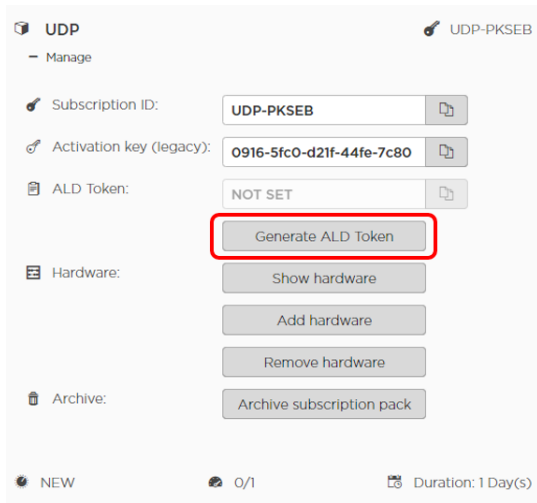 UDP
UDP-PKSEB
Manage
Subscription ID:
UDP-PKSEB
Activation key (legacy):
0916-5fc0-d21f-44fe-7c80
ALD Token:
NOT SET
Generate ALD Token
Hardware:
Show hardware
Add hardware
Remove hardware
Archive:
Archive subscription pack
NEW
0/1
Duration: 1 Day(s)